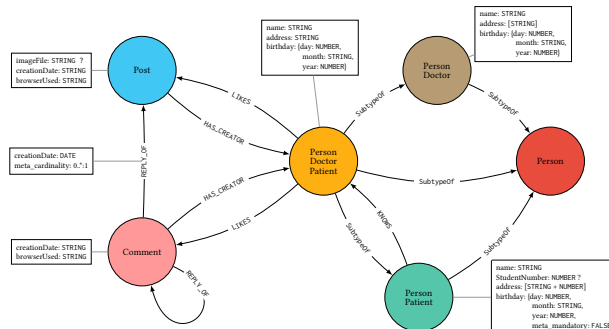 name: STRING
address: [STRING]
birthday: {day: NUMBER,
month: STRING,
year: NUMBER}
name: STRING
address: STRING
birthday: {day: NUMBER,
month: STRING,
year: NUMBER}
imageFile: STRING ?
creationDate: STRING
browserUsed: STRING
Post
Person
Doctor
LIKES
SubtypeOf
SubtypeOf
HAS_CREATOR
creationDate: DATE
meta_cardinality: 0..*:1
REPLY_OF
Person
Doctor
Patient
Person
SubtypeOf
HAS_CREATOR
LIKES
KNOWS
SubtypeOf
SubtypeOf
creationDate: STRING
browserUsed: STRING
Comment
REPLY_OF
Person
Patient
name: STRING
StudentNumber: NUMBER ?
address: [STRING + NUMBER]
birthday: {day: NUMBER,
month: STRING,
year: NUMBER,
meta_mandatory: FALSE